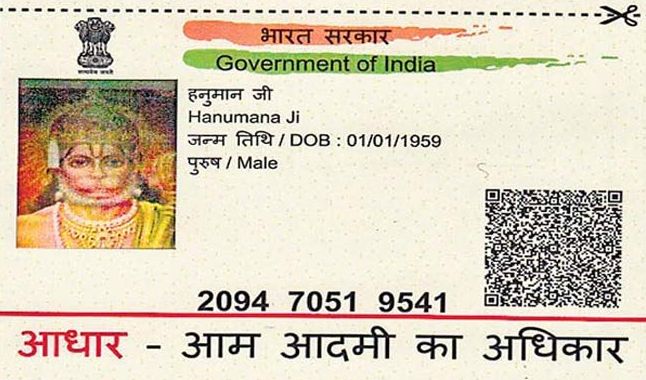 भारत सरकार
Government of India
सत्यमेव जयते
हनुमान जी
Hanumana Ji
जन्म तिथि / DOB : 01/01/1959
पुरुष / Male
2094 7051 9541
आधार - आम आदमी का अधिकार